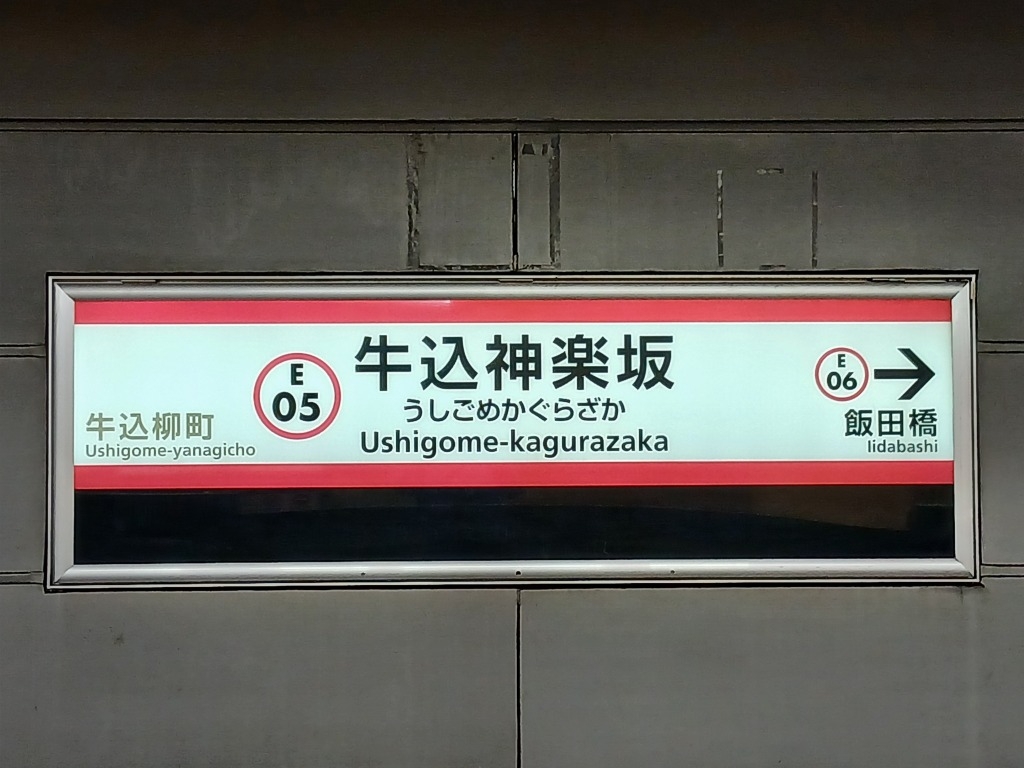 牛込柳町
Ushigome-yanagicho
E
05
牛込神楽坂
うしごめかぐらざか
Ushigome-kagurazaka
E
06
飯田橋
Iidabashi